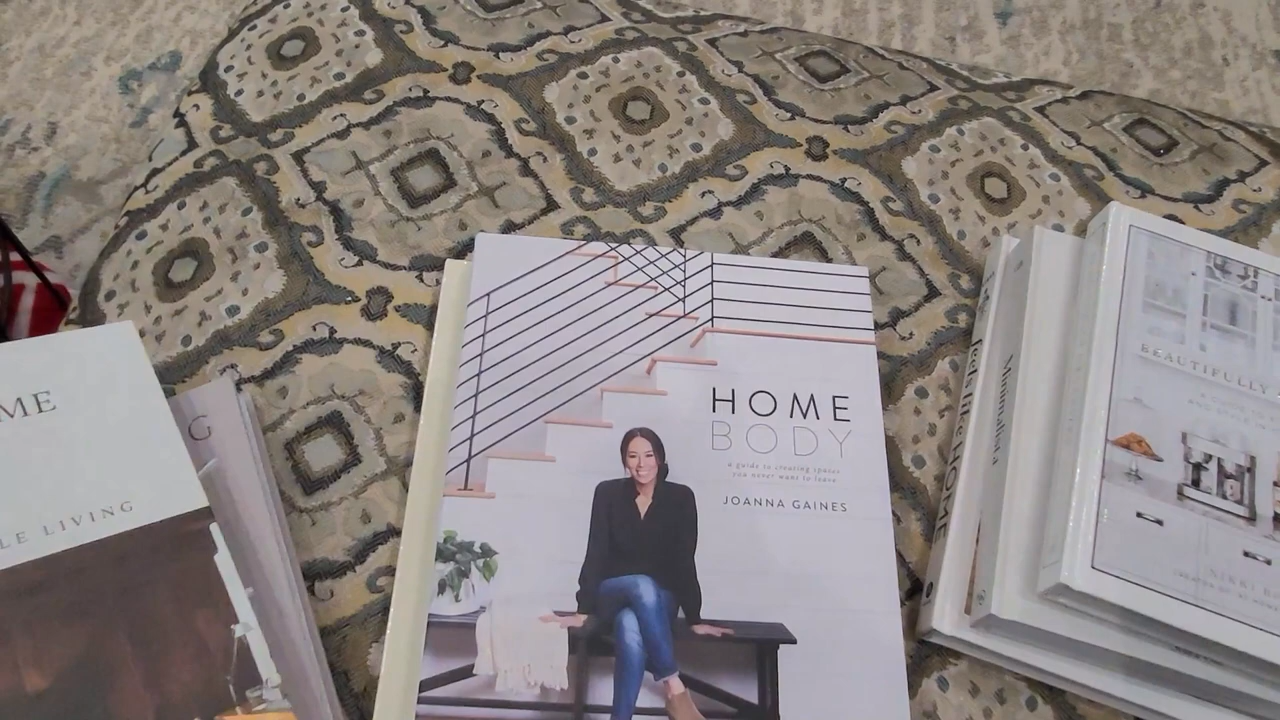 ME
LE LIVING
G
HOME
BODY
a guide to creating spaces
you never want to leave
JOANNA GAINES
feels like HOME
Minimalista
BEAUTIFULLY